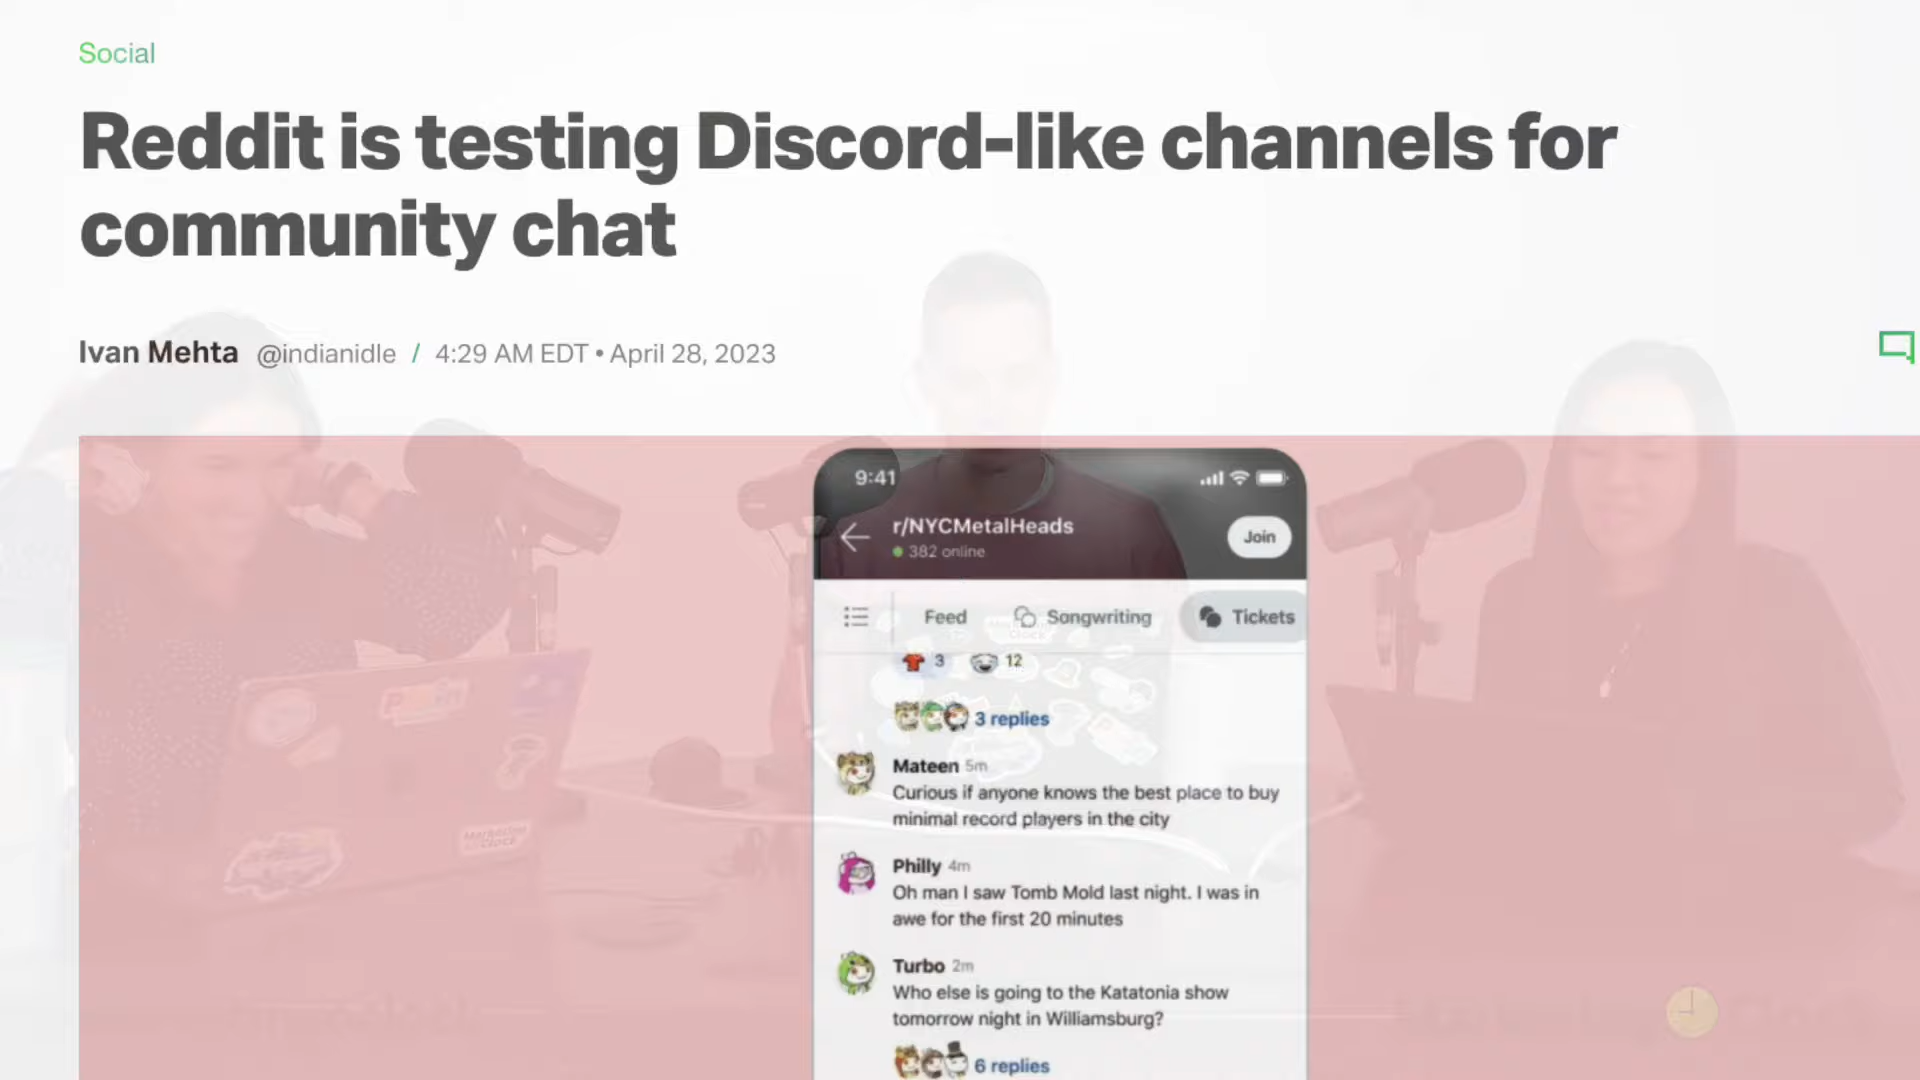 Social
Reddit is testing Discord-like channels for
community chat
Ivan Mehta @indianidle / 4:29 AM EDT • April 28, 2023
9:41
r/NYCMetalHeads
382 online
Join
Feed
Songwriting
Tickets
3 12
3 replies
Mateen 5m
Curious if anyone knows the best place to buy
minimal record players in the city
Philly 4m
Oh man I saw Tomb Mold last night. I was in
awe for the first 20 minutes
Turbo 2m
Who else is going to the Katatonia show
tomorrow night in Williamsburg?
6 replies
Marketing
O'Clock